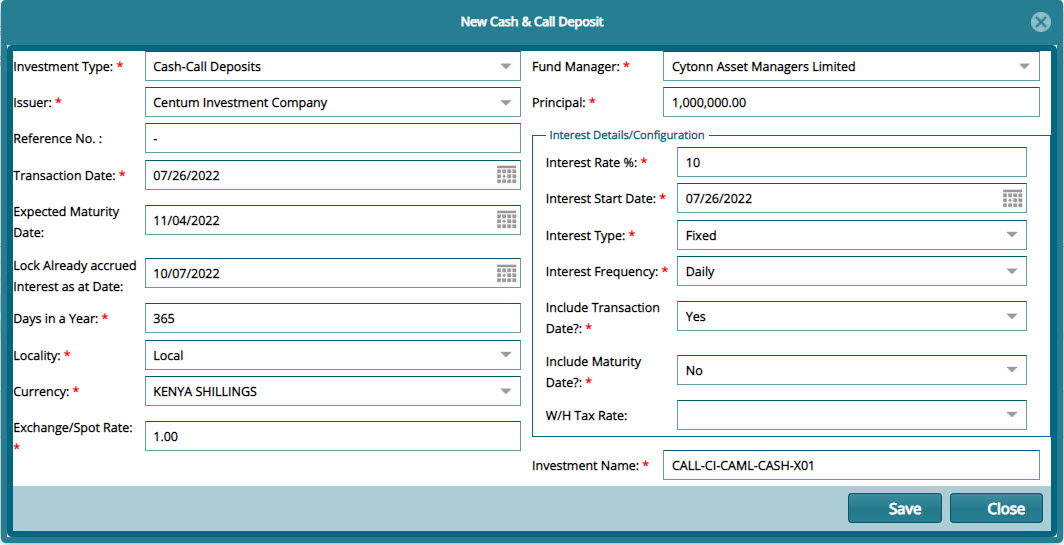 New Cash & Call Deposit
Investment Type: *
Cash-Call Deposits
Issuer: *
Centum Investment Company
Reference No. :
-
Transaction Date: *
07/26/2022
Expected Maturity
Date:
11/04/2022
Lock Already accrued
Interest as at Date:
10/07/2022
Days in a Year: *
365
Locality: *
Local
Currency: *
KENYA SHILLINGS
Exchange/Spot Rate:
*
1.00
Fund Manager: *
Cytonn Asset Managers Limited
Principal: *
1,000,000.00
Interest Details/Configuration
Interest Rate %: *
10
Interest Start Date: *
07/26/2022
Interest Type: *
Fixed
Interest Frequency: *
Daily
Include Transaction
Date?: *
Yes
Include Maturity
Date?: *
No
W/H Tax Rate:
Investment Name: *
CALL-CI-CAML-CASH-X01
Save
Close